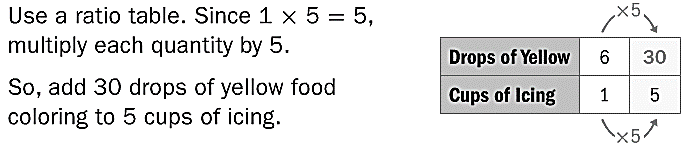 Use a ratio table. Since 1 × 5 = 5,
multiply each quantity by 5.
So, add 30 drops of yellow food
coloring to 5 cups of icing.
×5
Drops of Yellow 6 30
Cups of Icing 1 5
×5